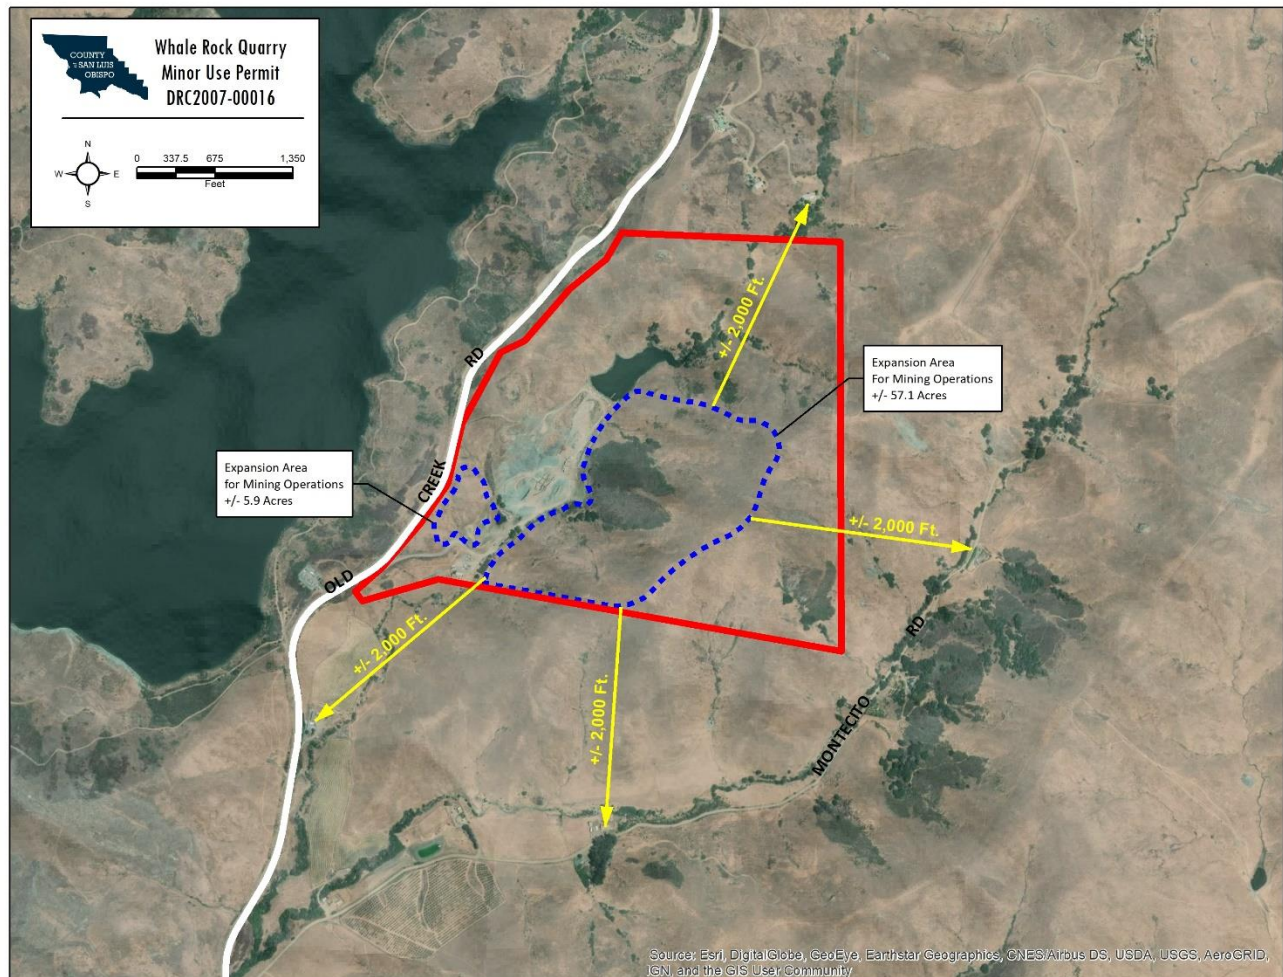 COUNTY
OF SAN LUIS
OBISPO
Whale Rock Quarry
Minor Use Permit
DRC2007-00016
N
W E
S
0 337.5 675 1,350
Feet
+/- 2,000 Ft.
RD
Expansion Area
For Mining Operations
+/- 57.1 Acres
Expansion Area
for Mining Operations
+/- 5.9 Acres
CREEK
+/- 2,000 Ft.
OLD
+/- 2,000 Ft.
RD
+/- 2,000 Ft.
MONTECITO
Source: Esri, DigitalGlobe, GeoEye, Earthstar Geographics, CNES/Airbus DS, USDA, USGS, AeroGRID,
IGN, and the GIS User Community